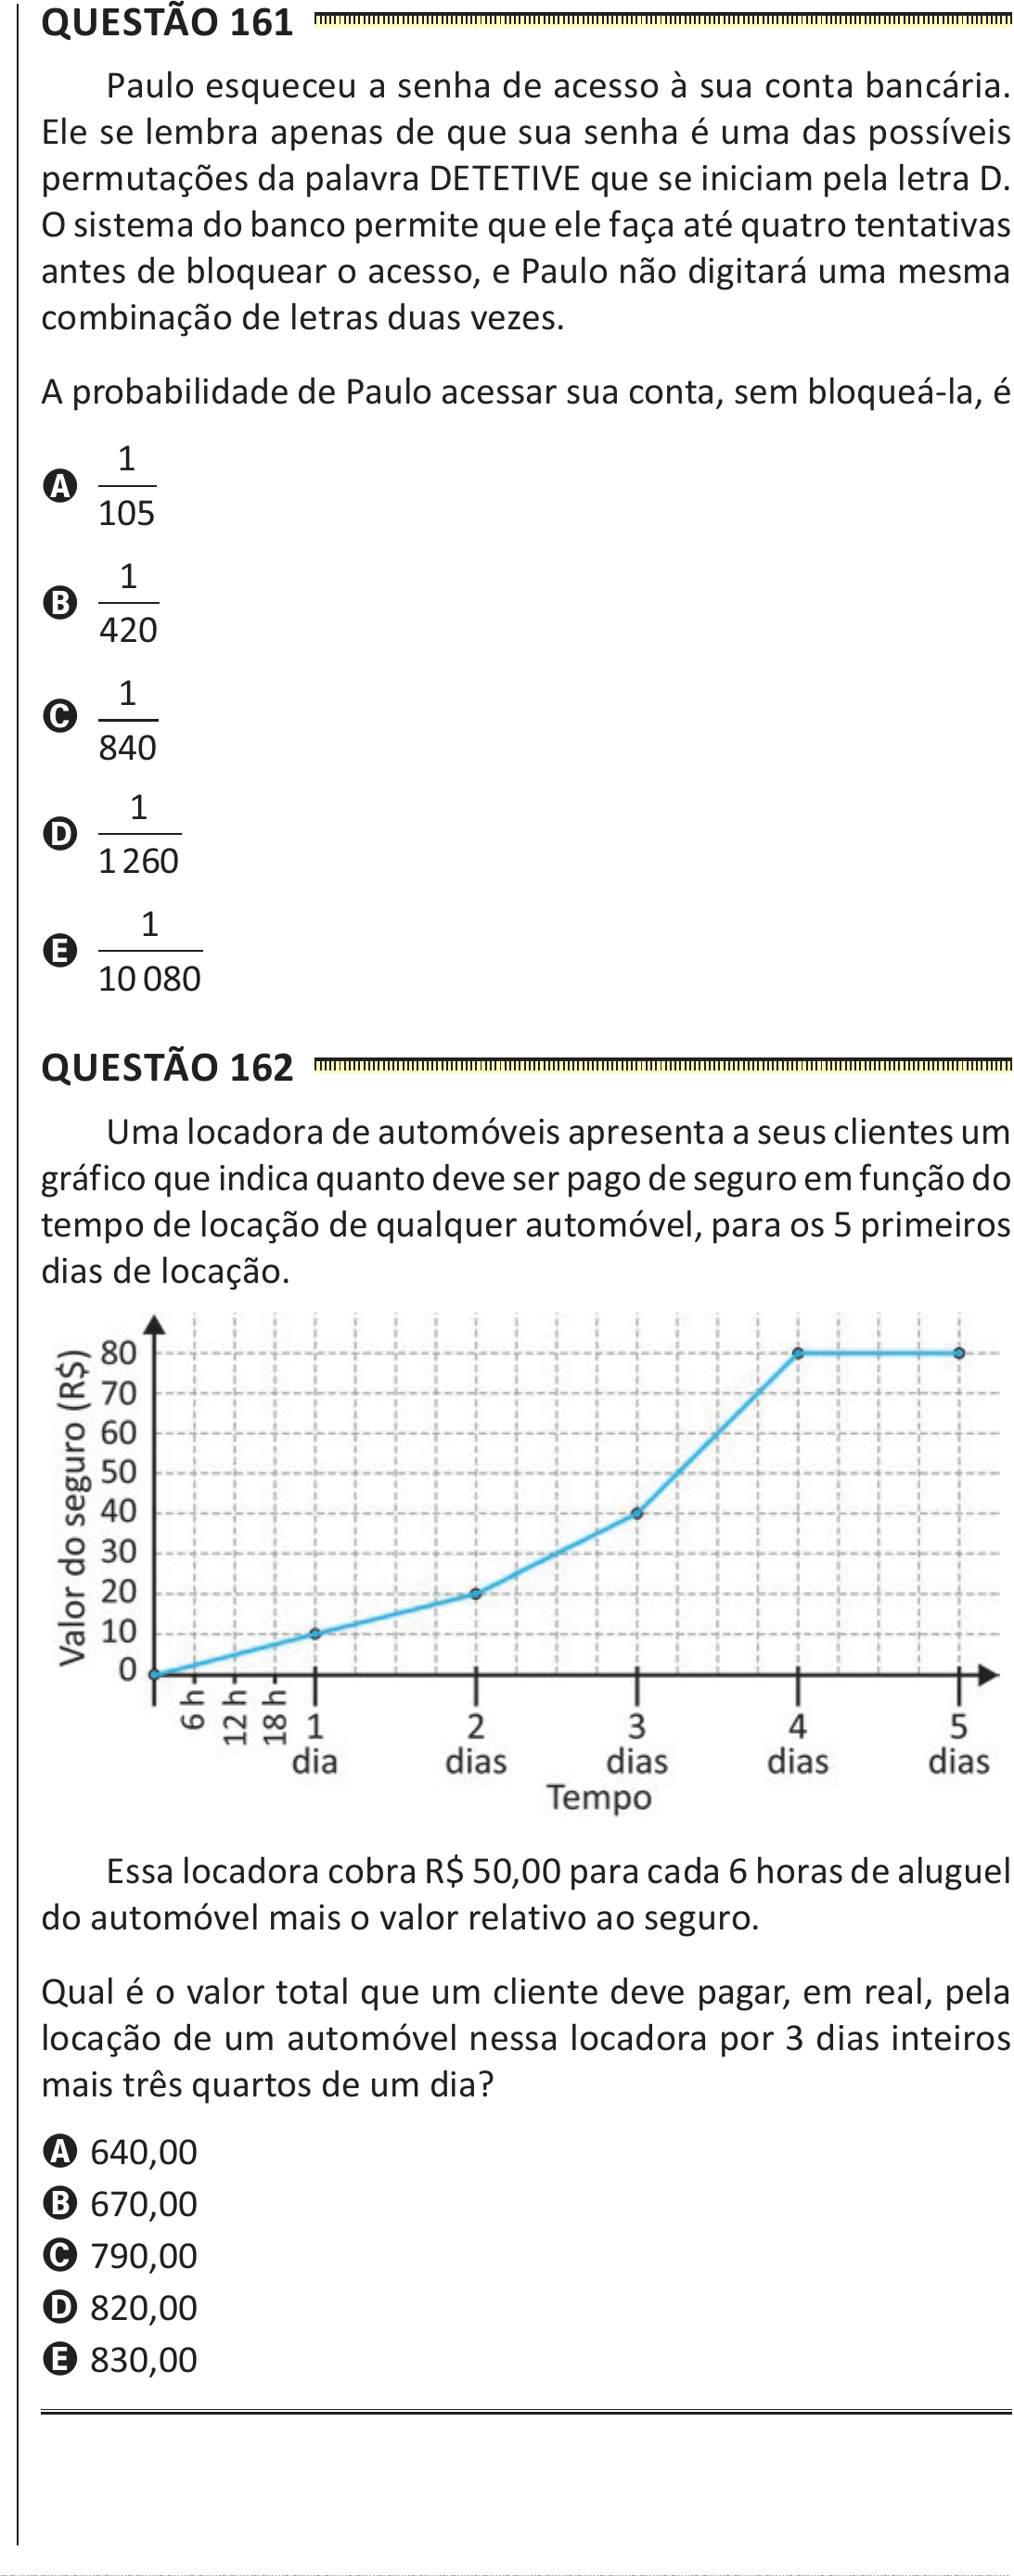 QUESTÃO 161
Paulo esqueceu a senha de acesso à sua conta bancária.
Ele se lembra apenas de que sua senha é uma das possíveis
permutações da palavra DETETIVE que se iniciam pela letra D.
O sistema do banco permite que ele faça até quatro tentativas
antes de bloquear o acesso, e Paulo não digitará uma mesma
combinação de letras duas vezes.
A probabilidade de Paulo acessar sua conta, sem bloqueá-la, é
A 1/105
B 1/420
C 1/840
D 1/1 260
E 1/10 080
QUESTÃO 162
Uma locadora de automóveis apresenta a seus clientes um
gráfico que indica quanto deve ser pago de seguro em função do
tempo de locação de qualquer automóvel, para os 5 primeiros
dias de locação.
Valor do seguro (R$)
80
70
60
50
40
30
20
10
0
6 h 12 h 18 h 1 2 3 4 5
dia dias dias dias dias
Tempo
Essa locadora cobra R$ 50,00 para cada 6 horas de aluguel
do automóvel mais o valor relativo ao seguro.
Qual é o valor total que um cliente deve pagar, em real, pela
locação de um automóvel nessa locadora por 3 dias inteiros
mais três quartos de um dia?
A 640,00
B 670,00
C 790,00
D 820,00
E 830,00